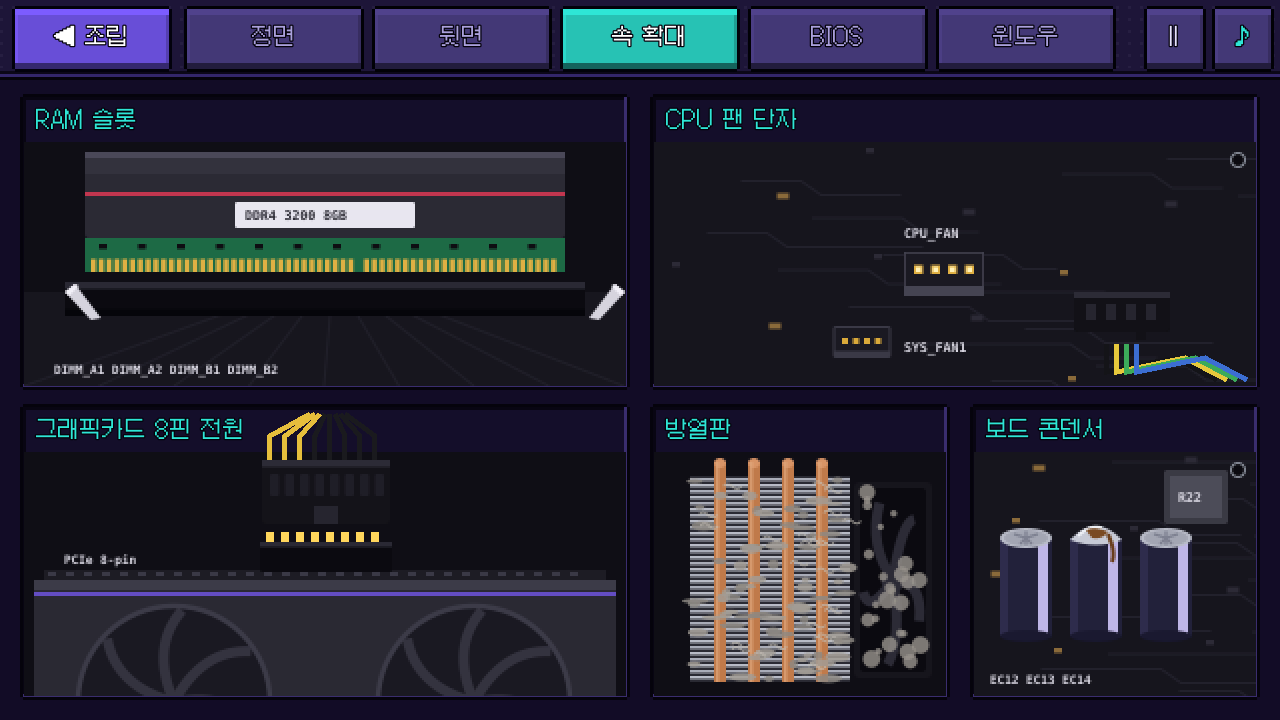 ◀ 조립
정면
뒷면
속 확대
BIOS
윈도우
RAM 슬롯
DDR4 3200 8GB
DIMM_A1 DIMM_A2 DIMM_B1 DIMM_B2
CPU 팬 단자
CPU_FAN
SYS_FAN1
그래픽카드 8핀 전원
PCIe 8-pin
방열판
보드 콘덴서
R22
EC12 EC13 EC14